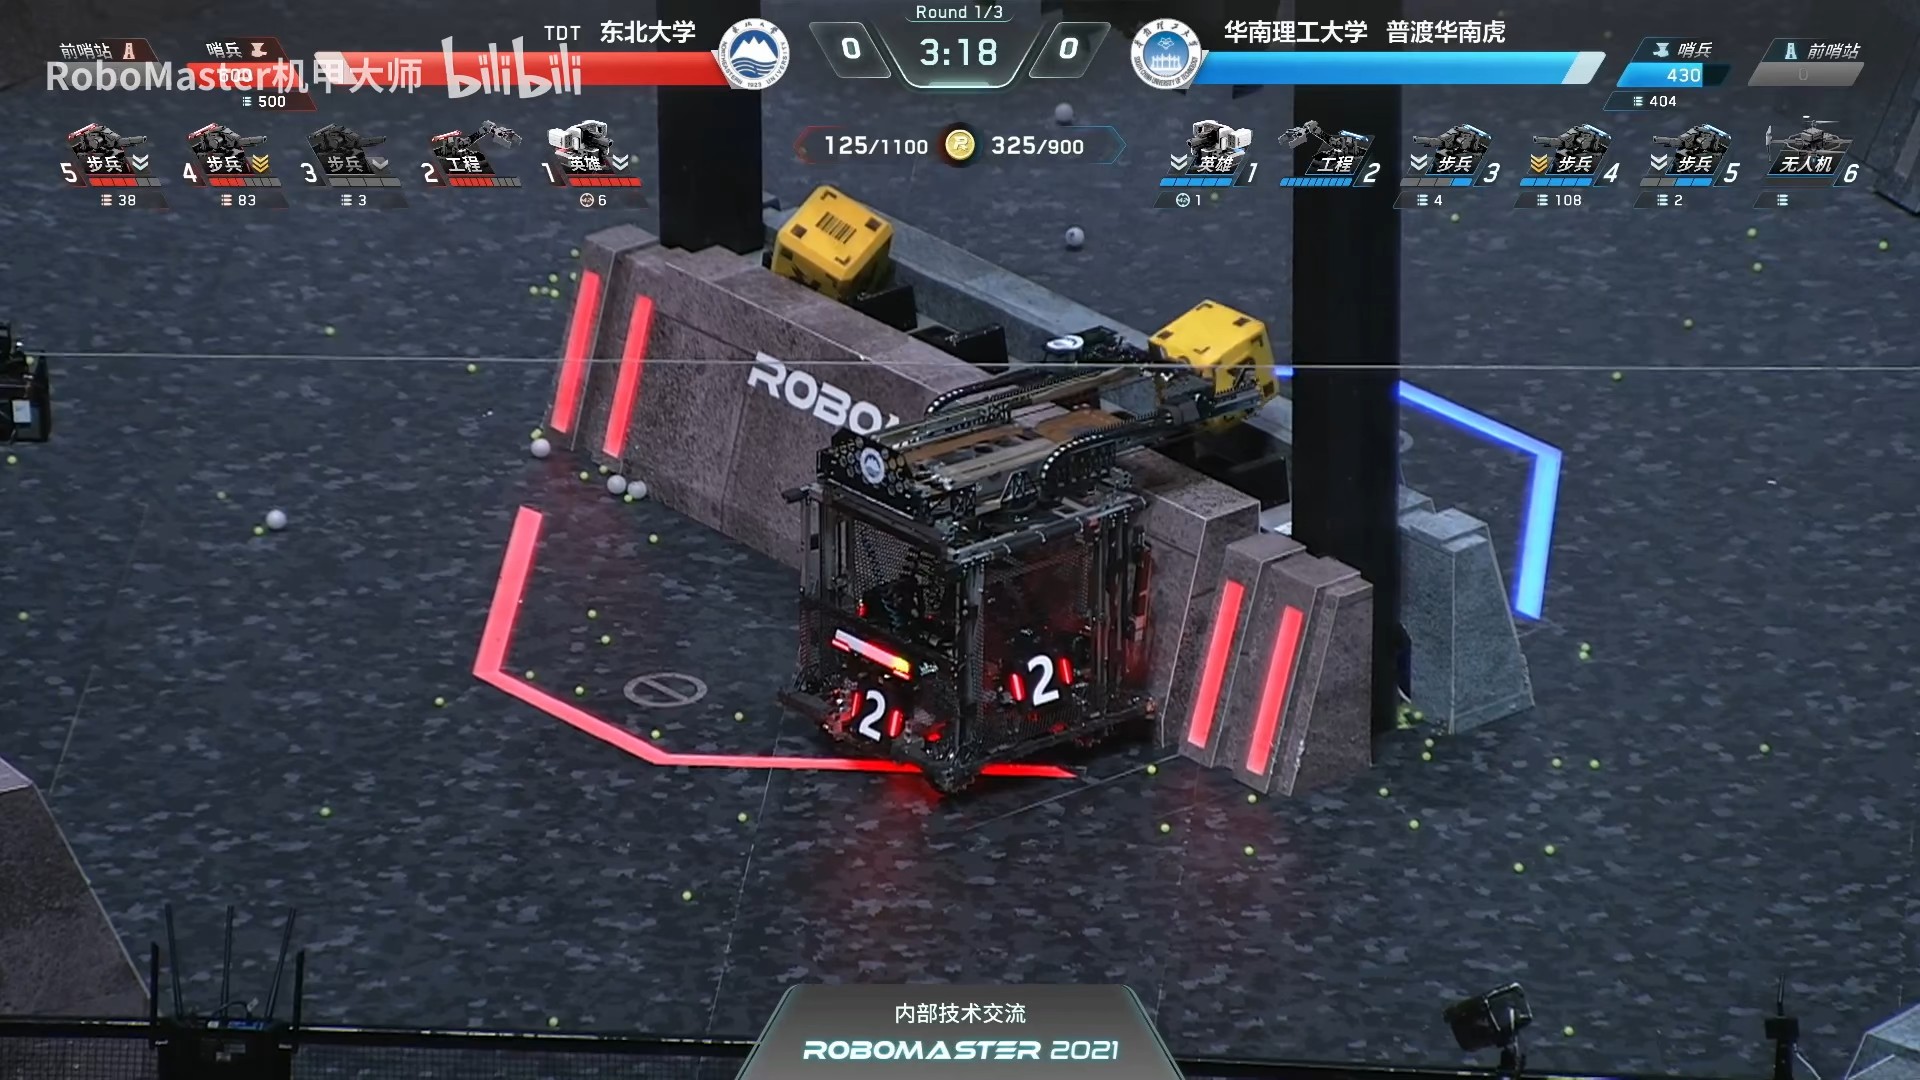 Round 1/3
TDT 东北大学
0
3:18
0
华南理工大学 普渡华南虎
前哨站
哨兵
600
500
RoboMaster机甲大师 bilibili
哨兵
430
404
前哨站
0
5 步兵
38
4 步兵
83
3 步兵
3
2 工程
1 英雄
6
125/1100
325/900
英雄 1
1
工程 2
步兵 3
4
步兵 4
108
步兵 5
2
无人机 6
ROBO
2
2
内部技术交流
ROBOMASTER 2021